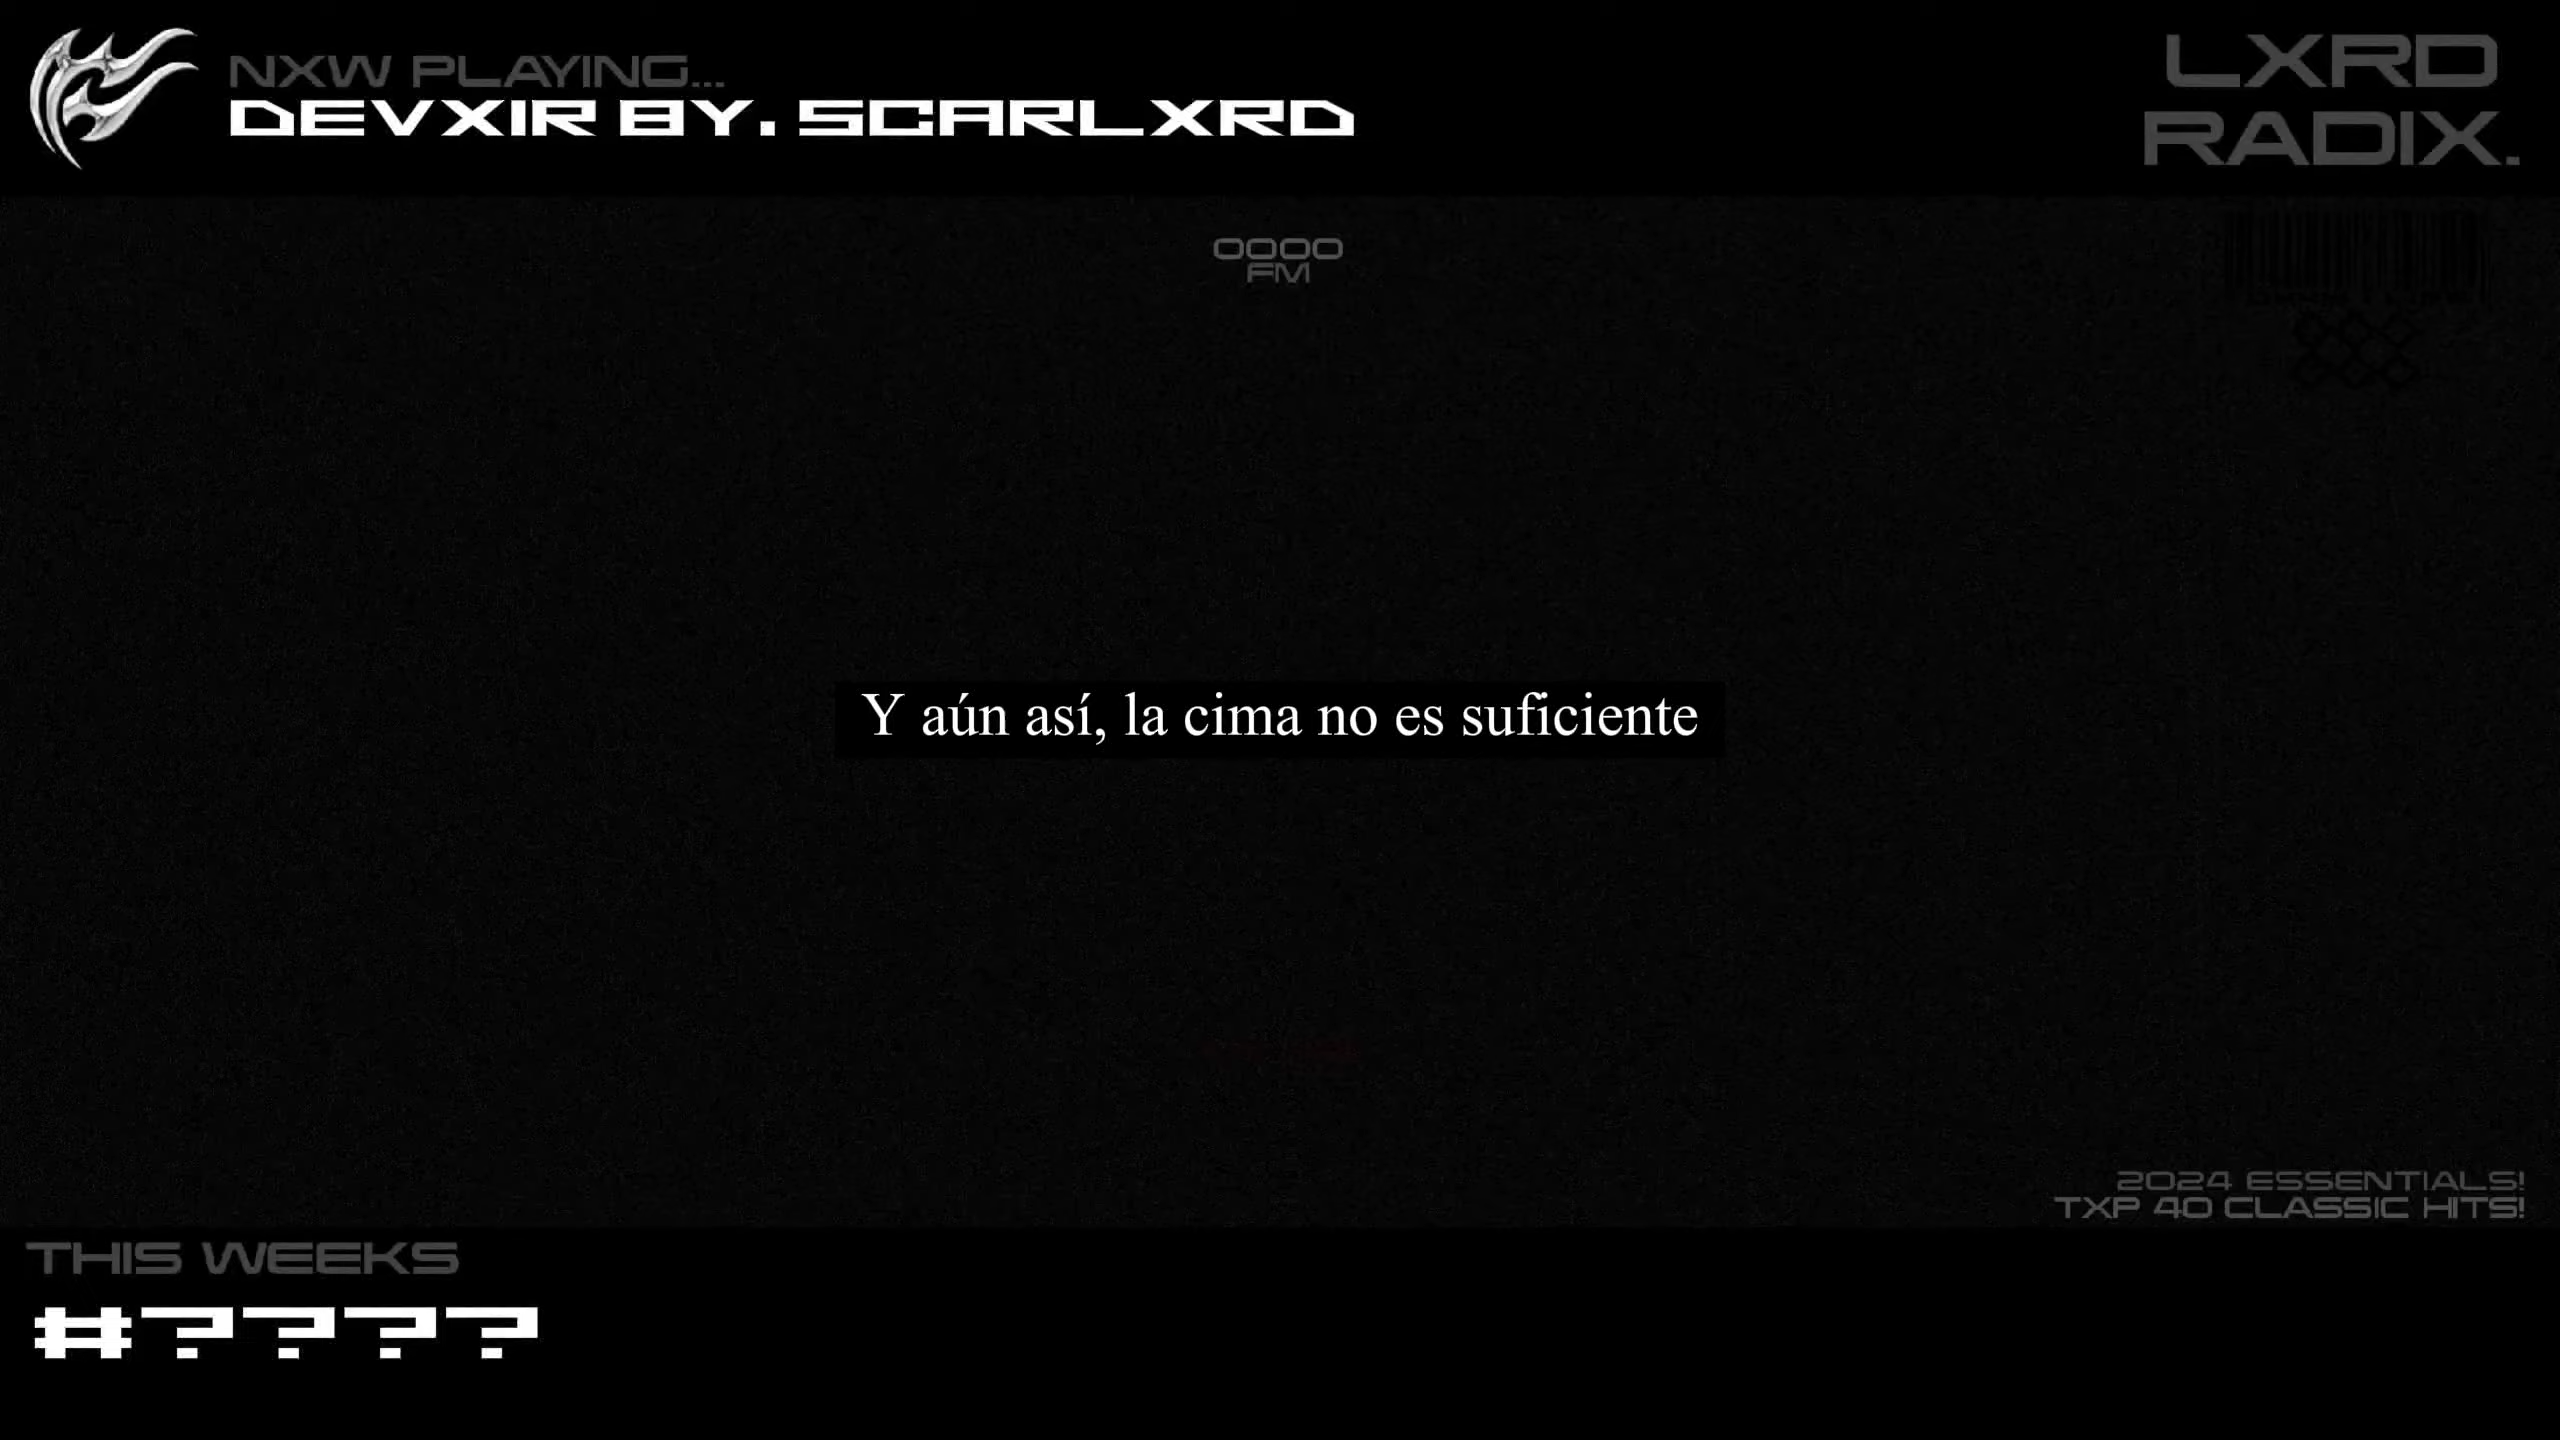 NXW PLAYING...
DEVXIR BY. SCARLXRD
LXRD
RADIX.
0000
FM
Y aún así, la cima no es suficiente
2024 ESSENTIALS!
TXP 40 CLASSIC HITS!
THIS WEEKS
#????